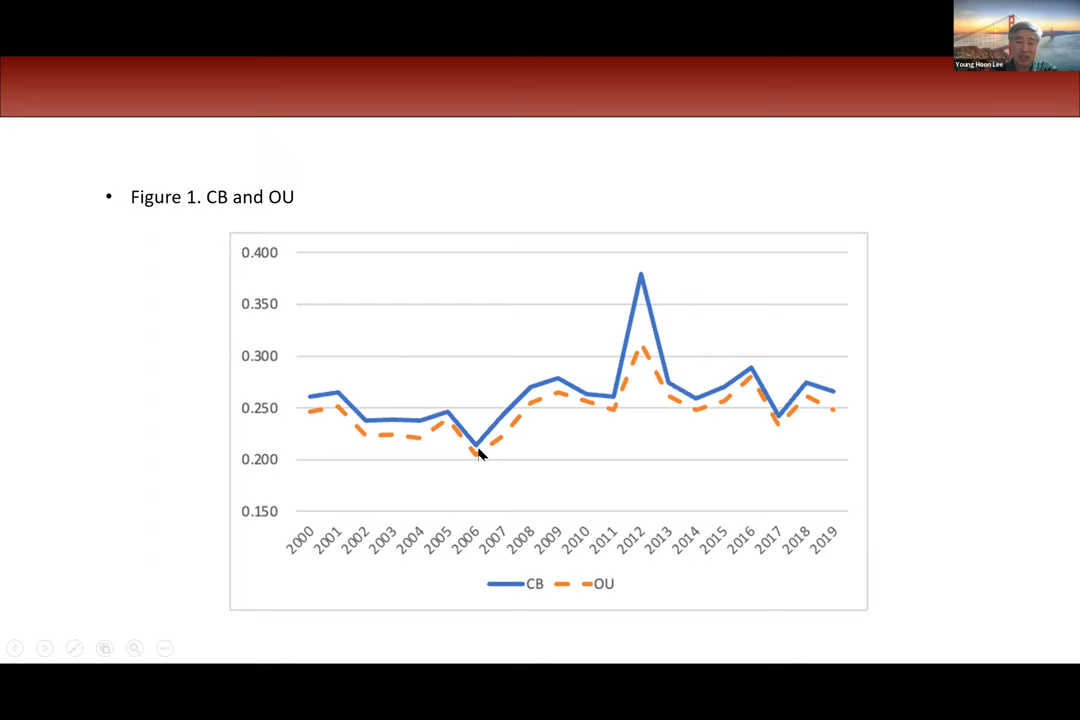 Young Hoon Lee
• Figure 1. CB and OU
0.400
0.350
0.300
0.250
0.200
0.150
2000 2001 2002 2003 2004 2005 2006 2007 2008 2009 2010 2011 2012 2013 2014 2015 2016 2017 2018 2019
CB OU